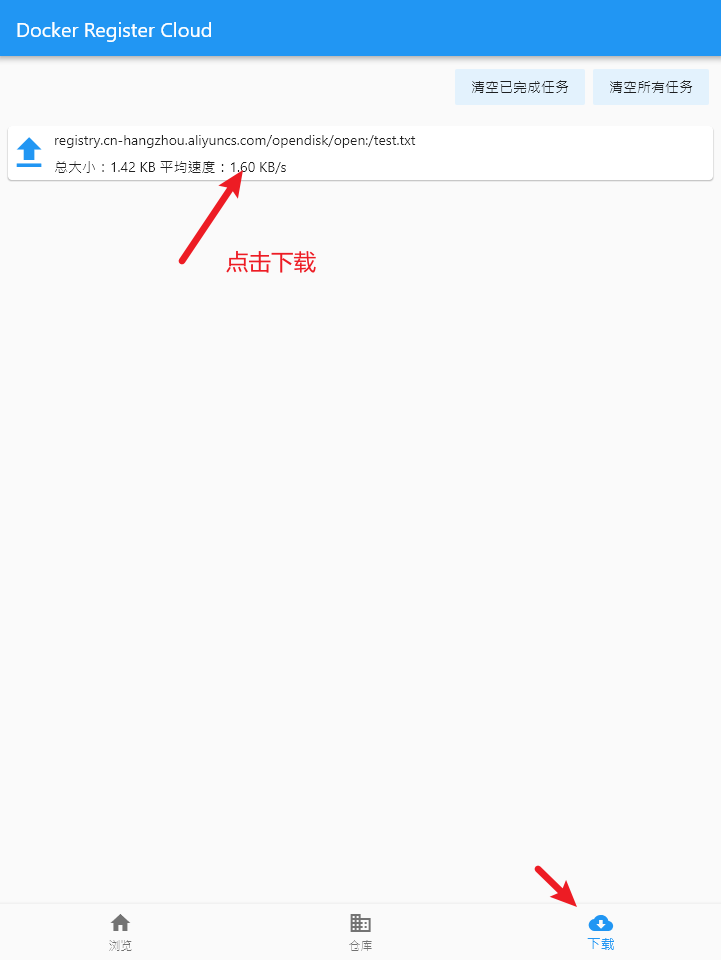 Docker Register Cloud
清空已完成任务 清空所有任务
registry.cn-hangzhou.aliyuncs.com/opendisk/open:/test.txt
总大小：1.42 KB 平均速度：1.60 KB/s
点击下载
浏览 仓库 下载